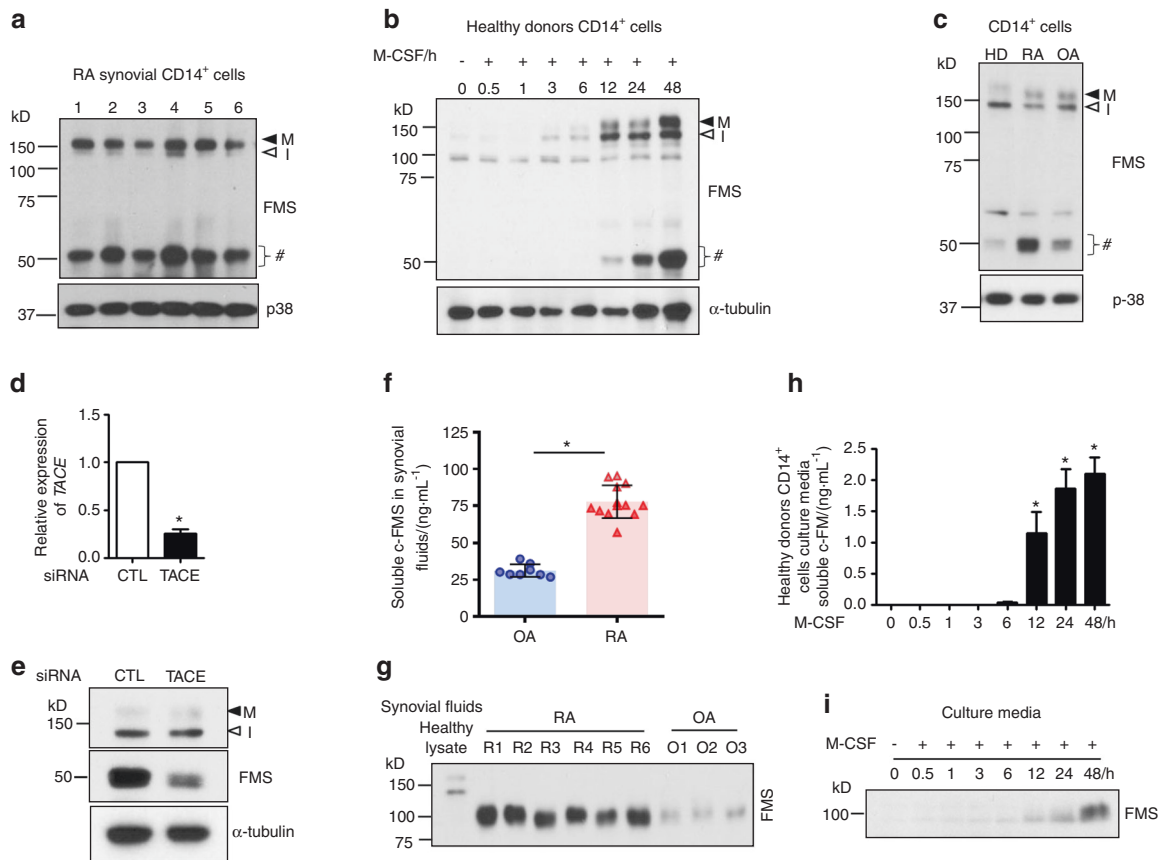 a
RA synovial CD14⁺ cells
1 2 3 4 5 6
kD
150
100
75
50
37
M
I
FMS
#
p38
b
Healthy donors CD14⁺ cells
M-CSF/h
- + + + + + + +
0 0.5 1 3 6 12 24 48
kD
150
100
75
50
M
I
FMS
#
α-tubulin
c
CD14⁺ cells
HD RA OA
kD
150
100
75
50
37
M
I
FMS
#
p-38
d
Relative expression
of TACE
1.5
1.0
0.5
0.0
*
siRNA CTL TACE
f
Soluble c-FMS in synovial
fluids/(ng·mL⁻¹)
125
100
75
50
25
0
*
OA RA
h
Healthy donors CD14⁺
cells culture media
soluble c-FM/(ng·mL⁻¹)
2.5
2.0
1.5
1.0
0.5
0.0
* * *
M-CSF 0 0.5 1 3 6 12 24 48/h
e
siRNA CTL TACE
kD
150
50
M
I
FMS
α-tubulin
g
Synovial fluids
Healthy
lysate
RA OA
R1 R2 R3 R4 R5 R6 O1 O2 O3
kD
150
100
75
FMS
i
Culture media
M-CSF - + + + + + + +
0 0.5 1 3 6 12 24 48/h
kD
100
FMS